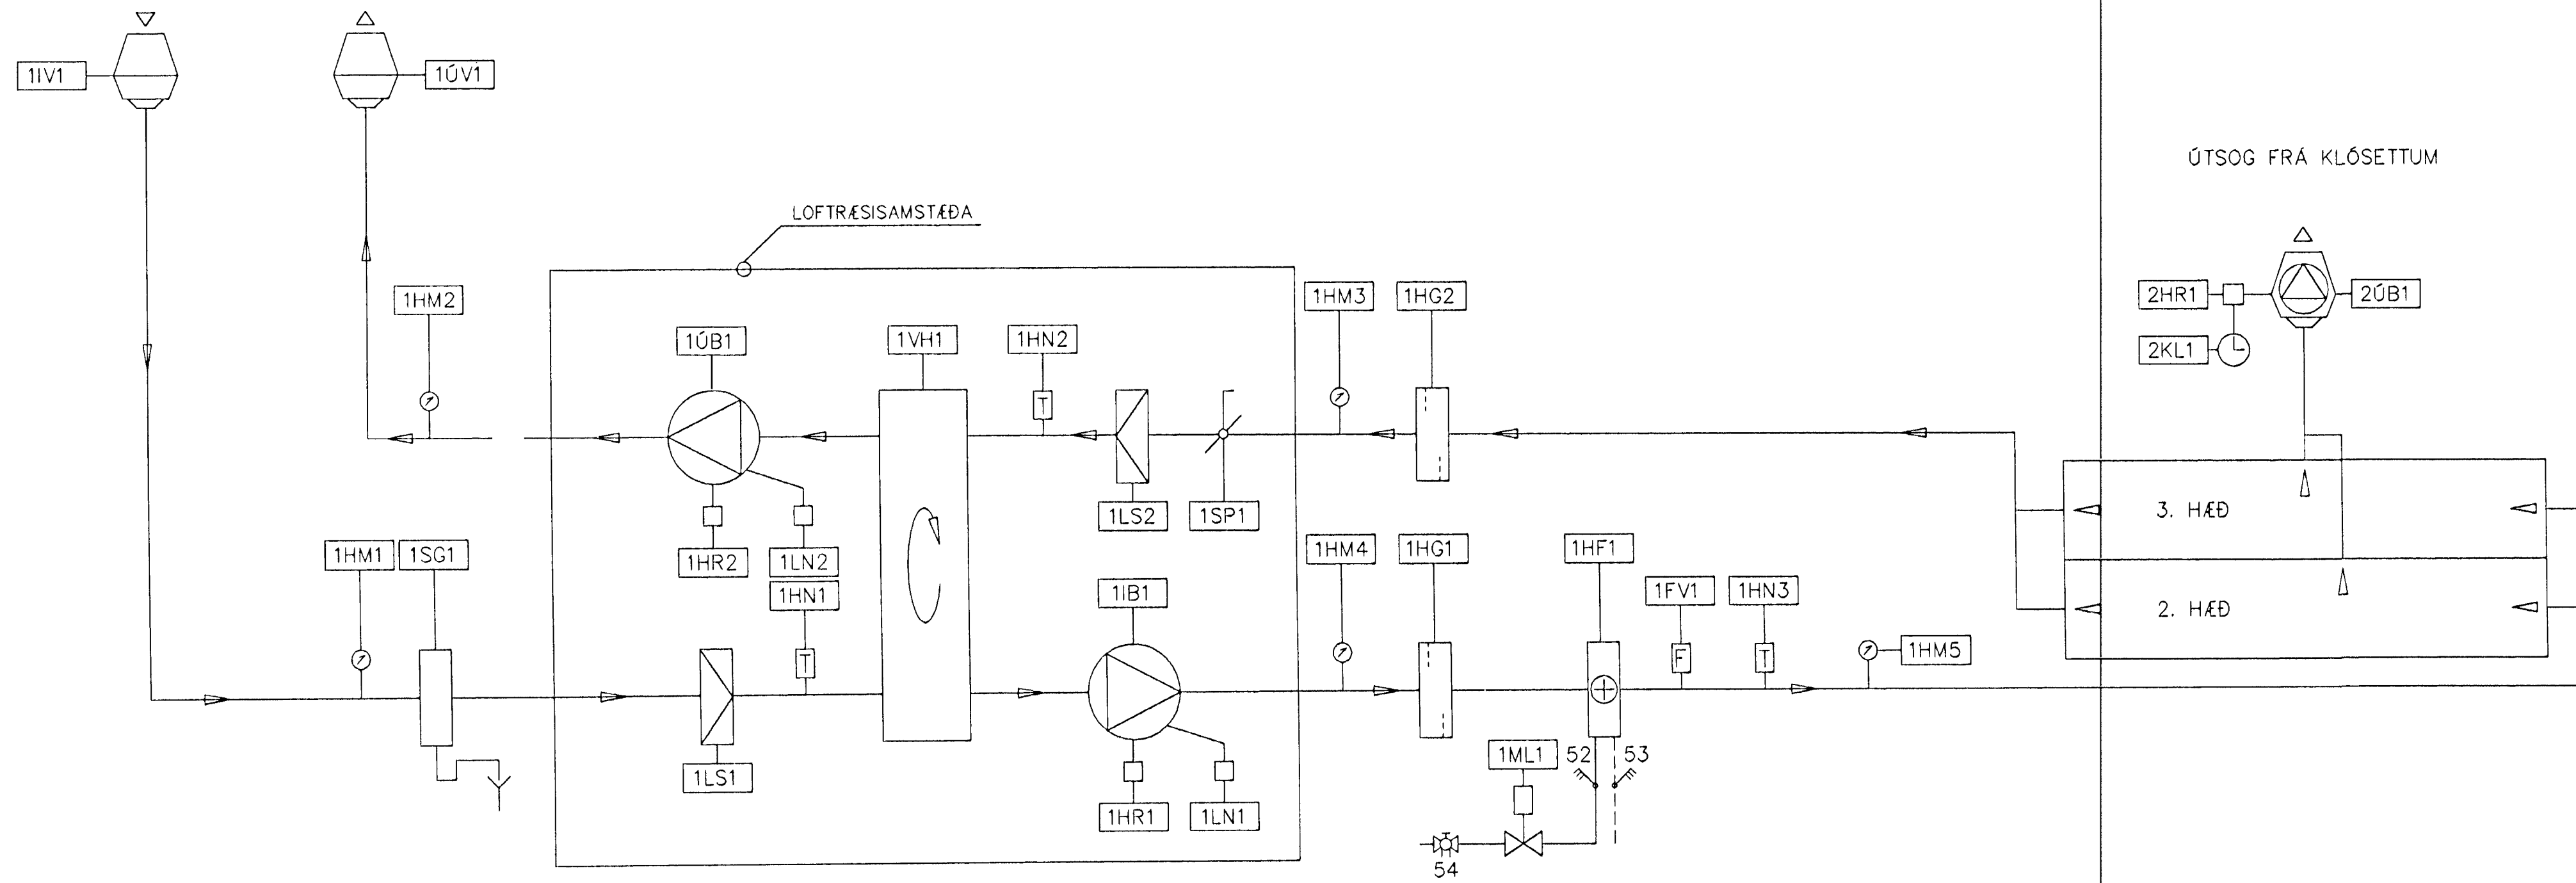 1IV1
1ÚV1
ÚTSOG FRÁ KLÓSETTUM
LOFTRÆSISAMSTÆÐA
1HM2
1HM3
1HG2
2HR1
2ÚB1
1ÚB1
1VH1
1HN2
2KL1
1LS2
1SP1
3. HÆÐ
1HM1
1SG1
1HR2
1LN2
1HM4
1HG1
1HF1
1HN1
1IB1
1FV1
1HN3
2. HÆÐ
1HM5
1LS1
1ML1
52
53
1HR1
1LN1
54
T
T
F
T